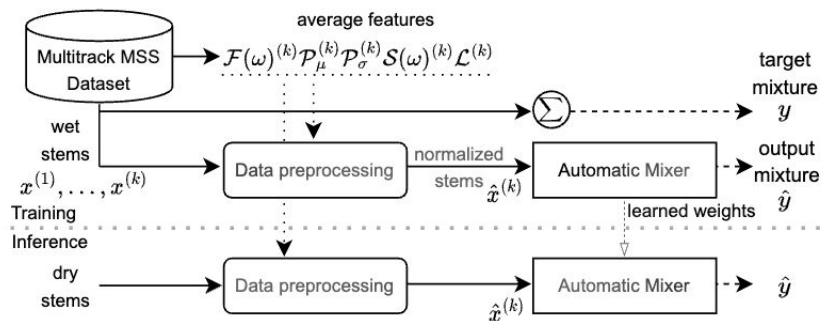 average features
Multitrack MSS
Dataset
F(ω)^(k) P_μ^(k) P_σ^(k) S(ω)^(k) L^(k)
target
mixture
y
∑
wet
stems
x^(1), . . . , x^(k)
Data preprocessing
normalized
stems
x̂^(k)
Automatic Mixer
output
mixture
ŷ
Training
learned weights
Inference
dry
stems
Data preprocessing
x̂^(k)
Automatic Mixer
ŷ